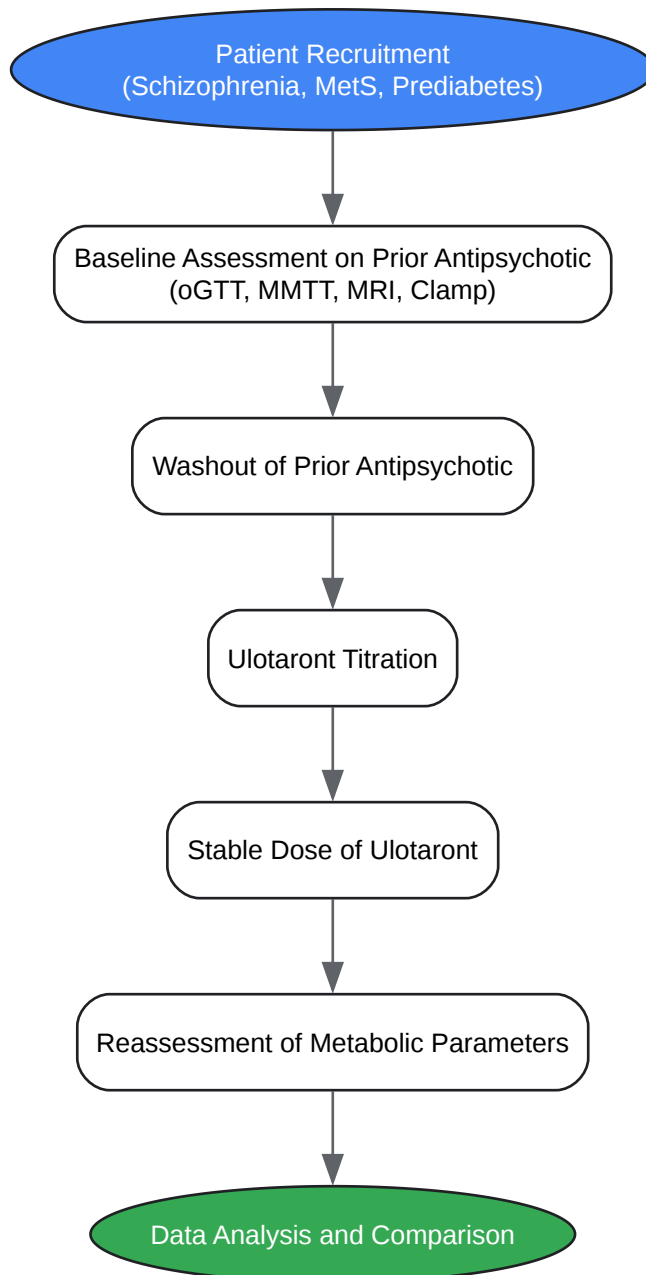 Patient Recruitment
(Schizophrenia, MetS, Prediabetes)
Baseline Assessment on Prior Antipsychotic
(oGTT, MMTT, MRI, Clamp)
Washout of Prior Antipsychotic
Ulotaront Titration
Stable Dose of Ulotaront
Reassessment of Metabolic Parameters
Data Analysis and Comparison